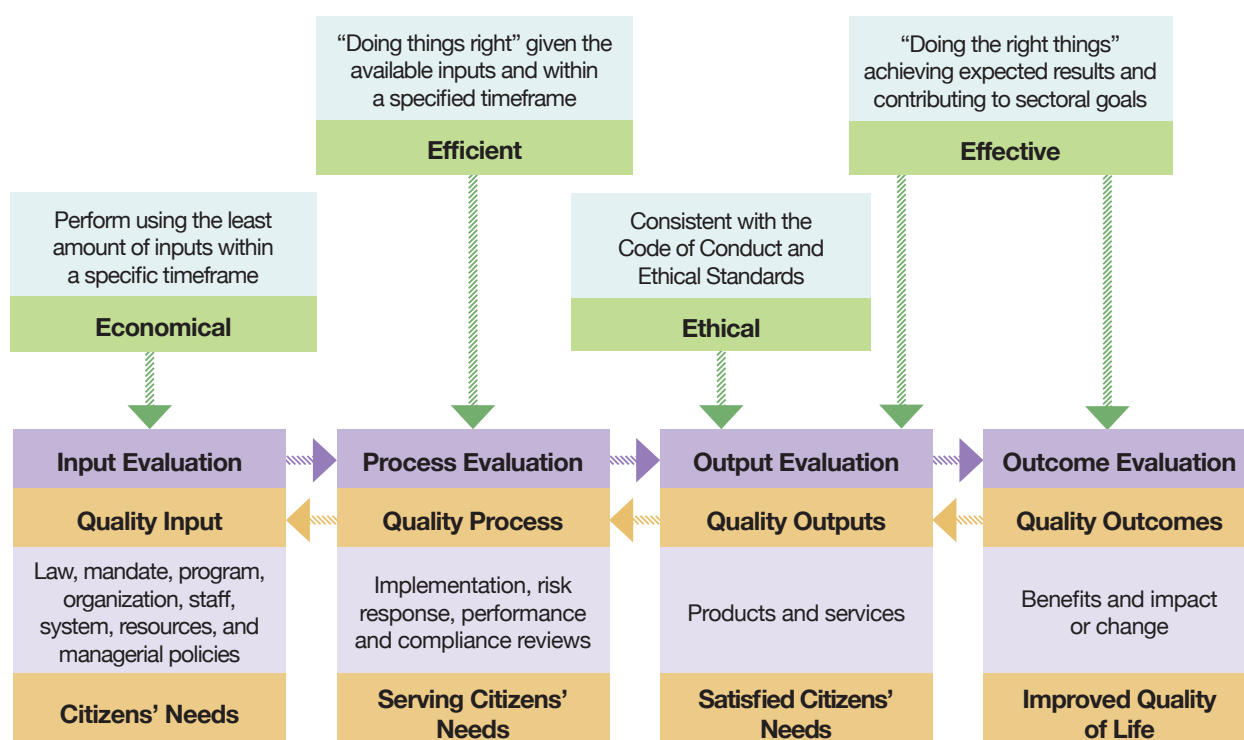 “Doing things right” given the
available inputs and within
a specified timeframe
Efficient
“Doing the right things”
achieving expected results and
contributing to sectoral goals
Effective
Perform using the least
amount of inputs within
a specific timeframe
Economical
Consistent with the
Code of Conduct and
Ethical Standards
Ethical
Input Evaluation
Quality Input
Law, mandate, program,
organization, staff,
system, resources, and
managerial policies
Citizens’ Needs
Process Evaluation
Quality Process
Implementation, risk
response, performance
and compliance reviews
Serving Citizens’
Needs
Output Evaluation
Quality Outputs
Products and services
Satisfied Citizens’
Needs
Outcome Evaluation
Quality Outcomes
Benefits and impact
or change
Improved Quality
of Life